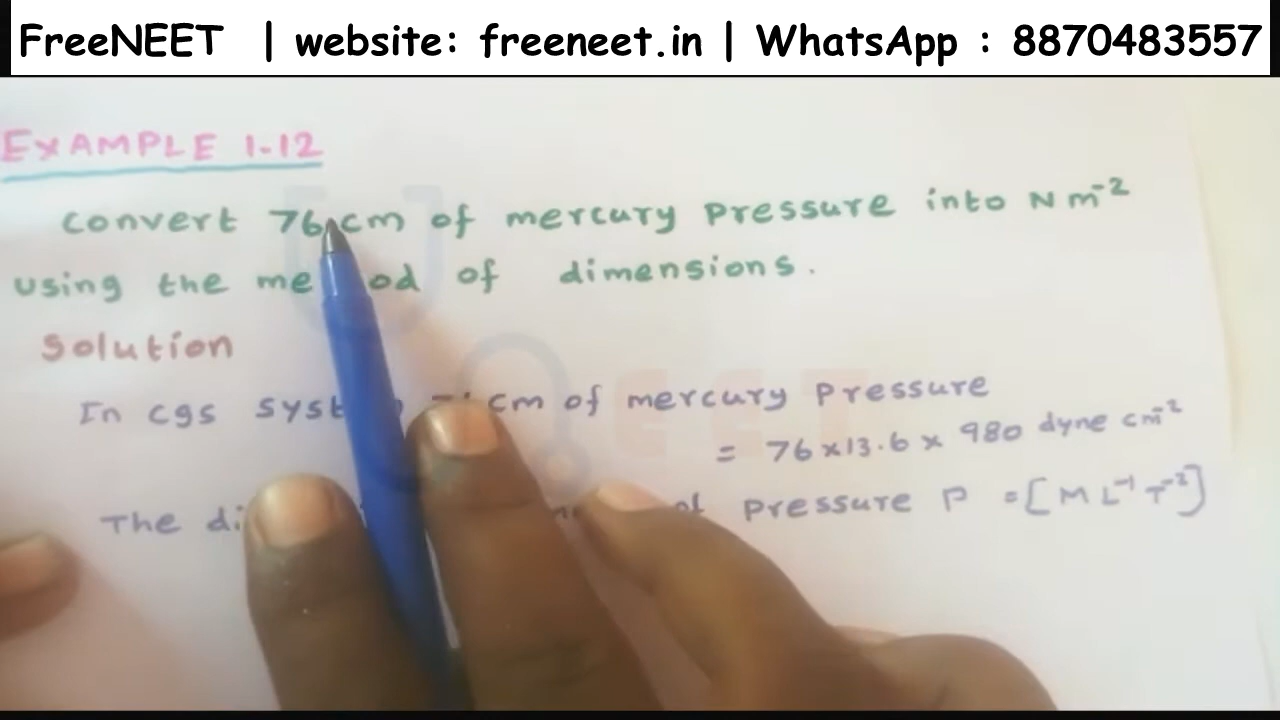 FreeNEET | website: freeneet.in | WhatsApp : 8870483557
EXAMPLE 1.12
Convert 76 cm of mercury pressure into N m⁻²
using the me od of dimensions.
Solution
In cgs syst cm of mercury Pressure
= 76 x 13.6 x 980 dyne cm⁻²
The di of pressure P = [M L⁻¹ T⁻²]